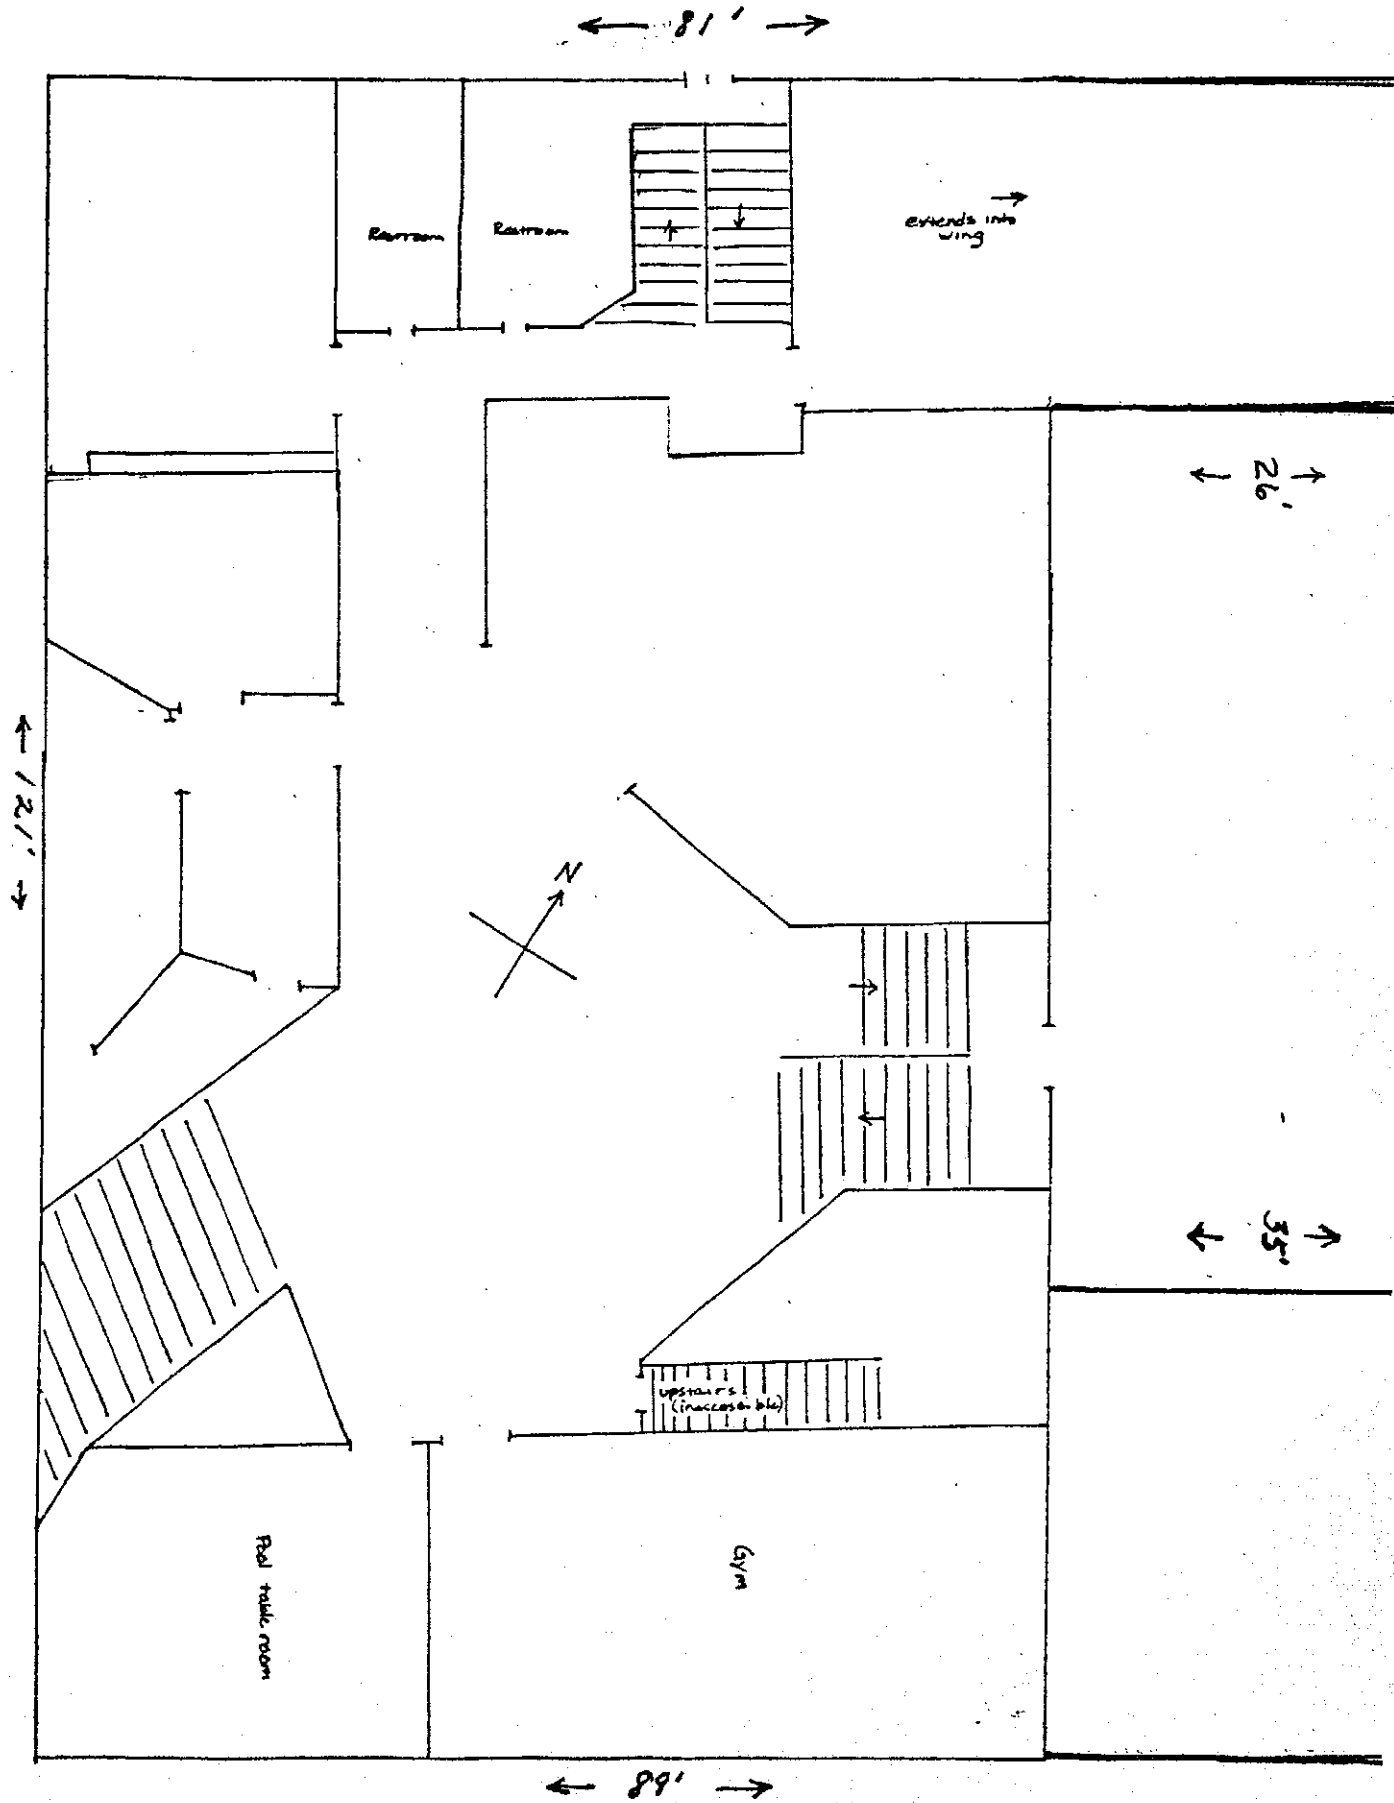 81'
Restroom
Restroom
extends into
wing
26'
121'
N
35'
upstairs
(inaccessible)
Pool table room
Gym
89'